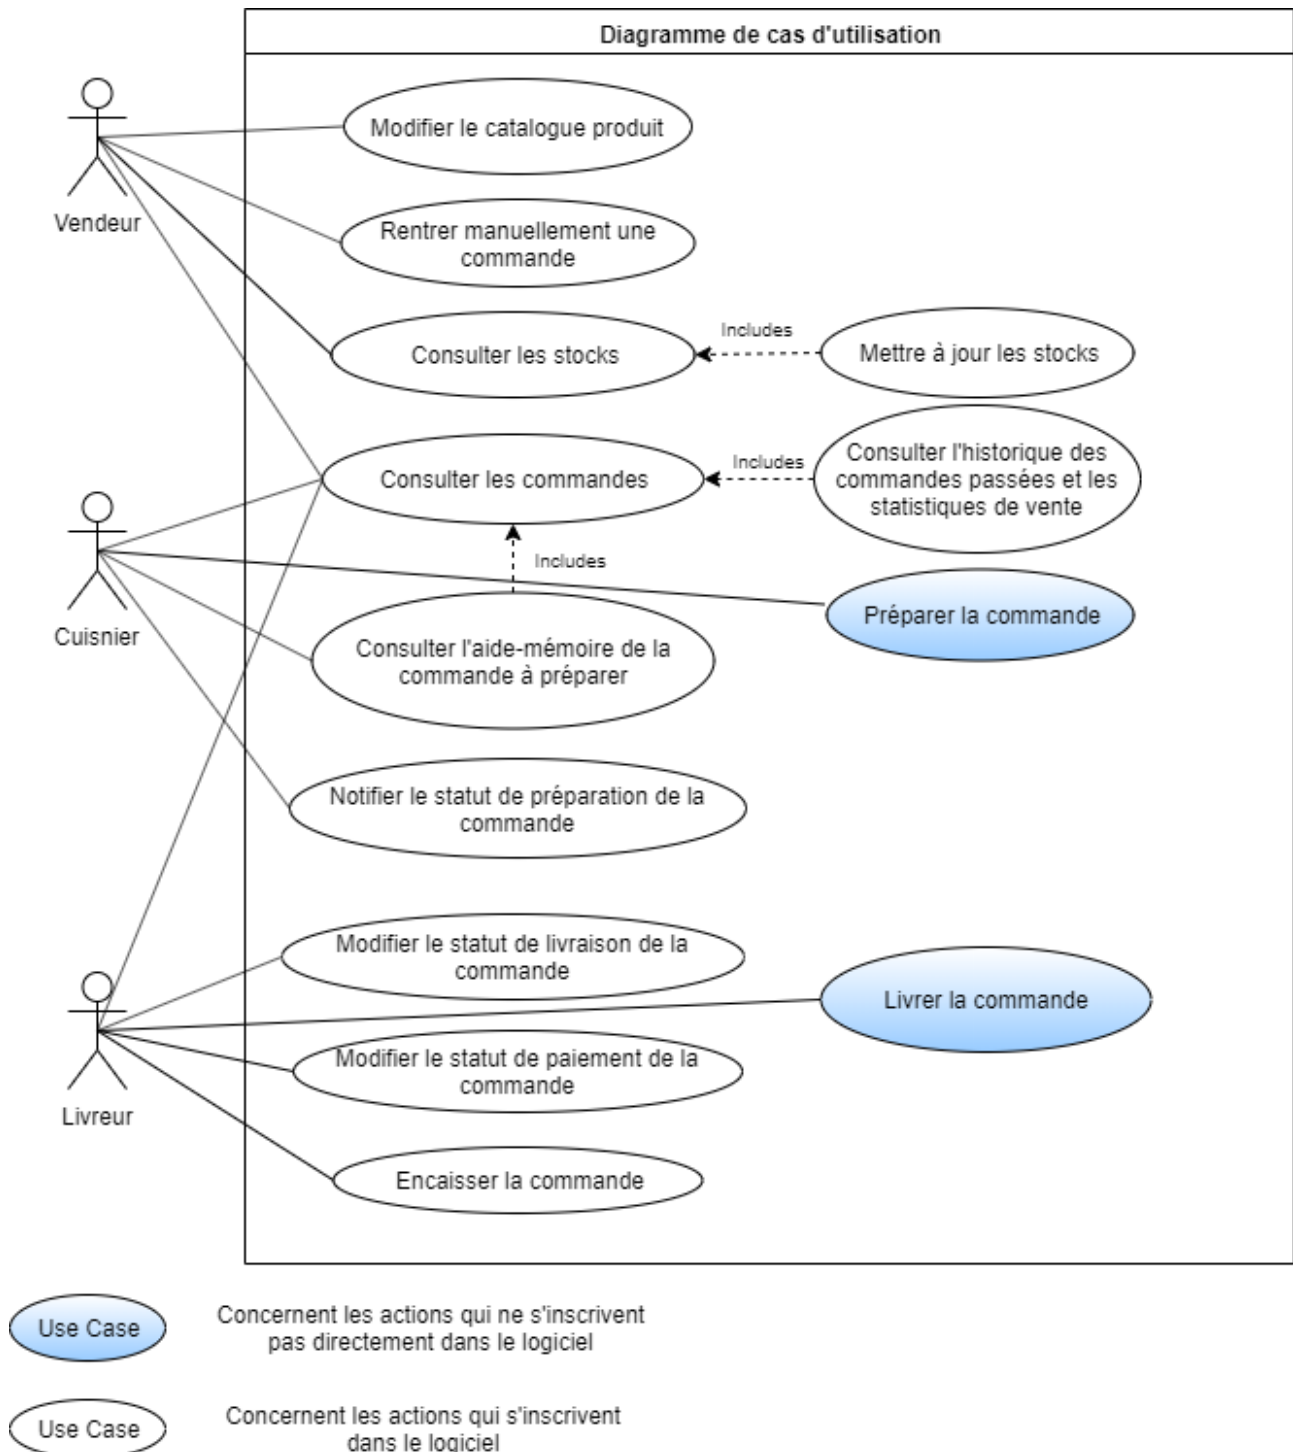 Diagramme de cas d'utilisation
Modifier le catalogue produit
Vendeur
Rentrer manuellement une
commande
Consulter les stocks
Includes
Mettre à jour les stocks
Consulter les commandes
Includes
Consulter l'historique des
commandes passées et les
statistiques de vente
Includes
Cuisnier
Préparer la commande
Consulter l'aide-mémoire de la
commande à préparer
Notifier le statut de préparation de la
commande
Modifier le statut de livraison de la
commande
Livrer la commande
Livreur
Modifier le statut de paiement de la
commande
Encaisser la commande
Use Case
Concernent les actions qui ne s'inscrivent
pas directement dans le logiciel
Use Case
Concernent les actions qui s'inscrivent
dans le logiciel